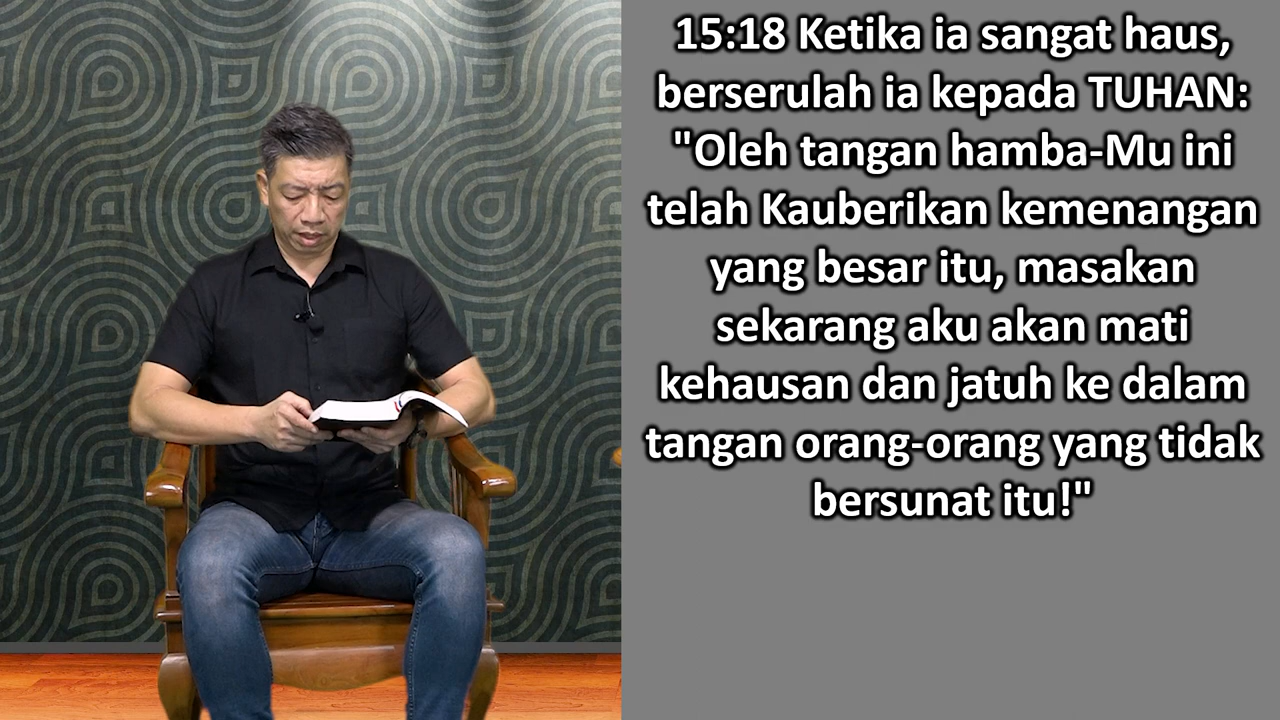 15:18 Ketika ia sangat haus,
berserulah ia kepada TUHAN:
"Oleh tangan hamba-Mu ini
telah Kauberikan kemenangan
yang besar itu, masakan
sekarang aku akan mati
kehausan dan jatuh ke dalam
tangan orang-orang yang tidak
bersunat itu!"